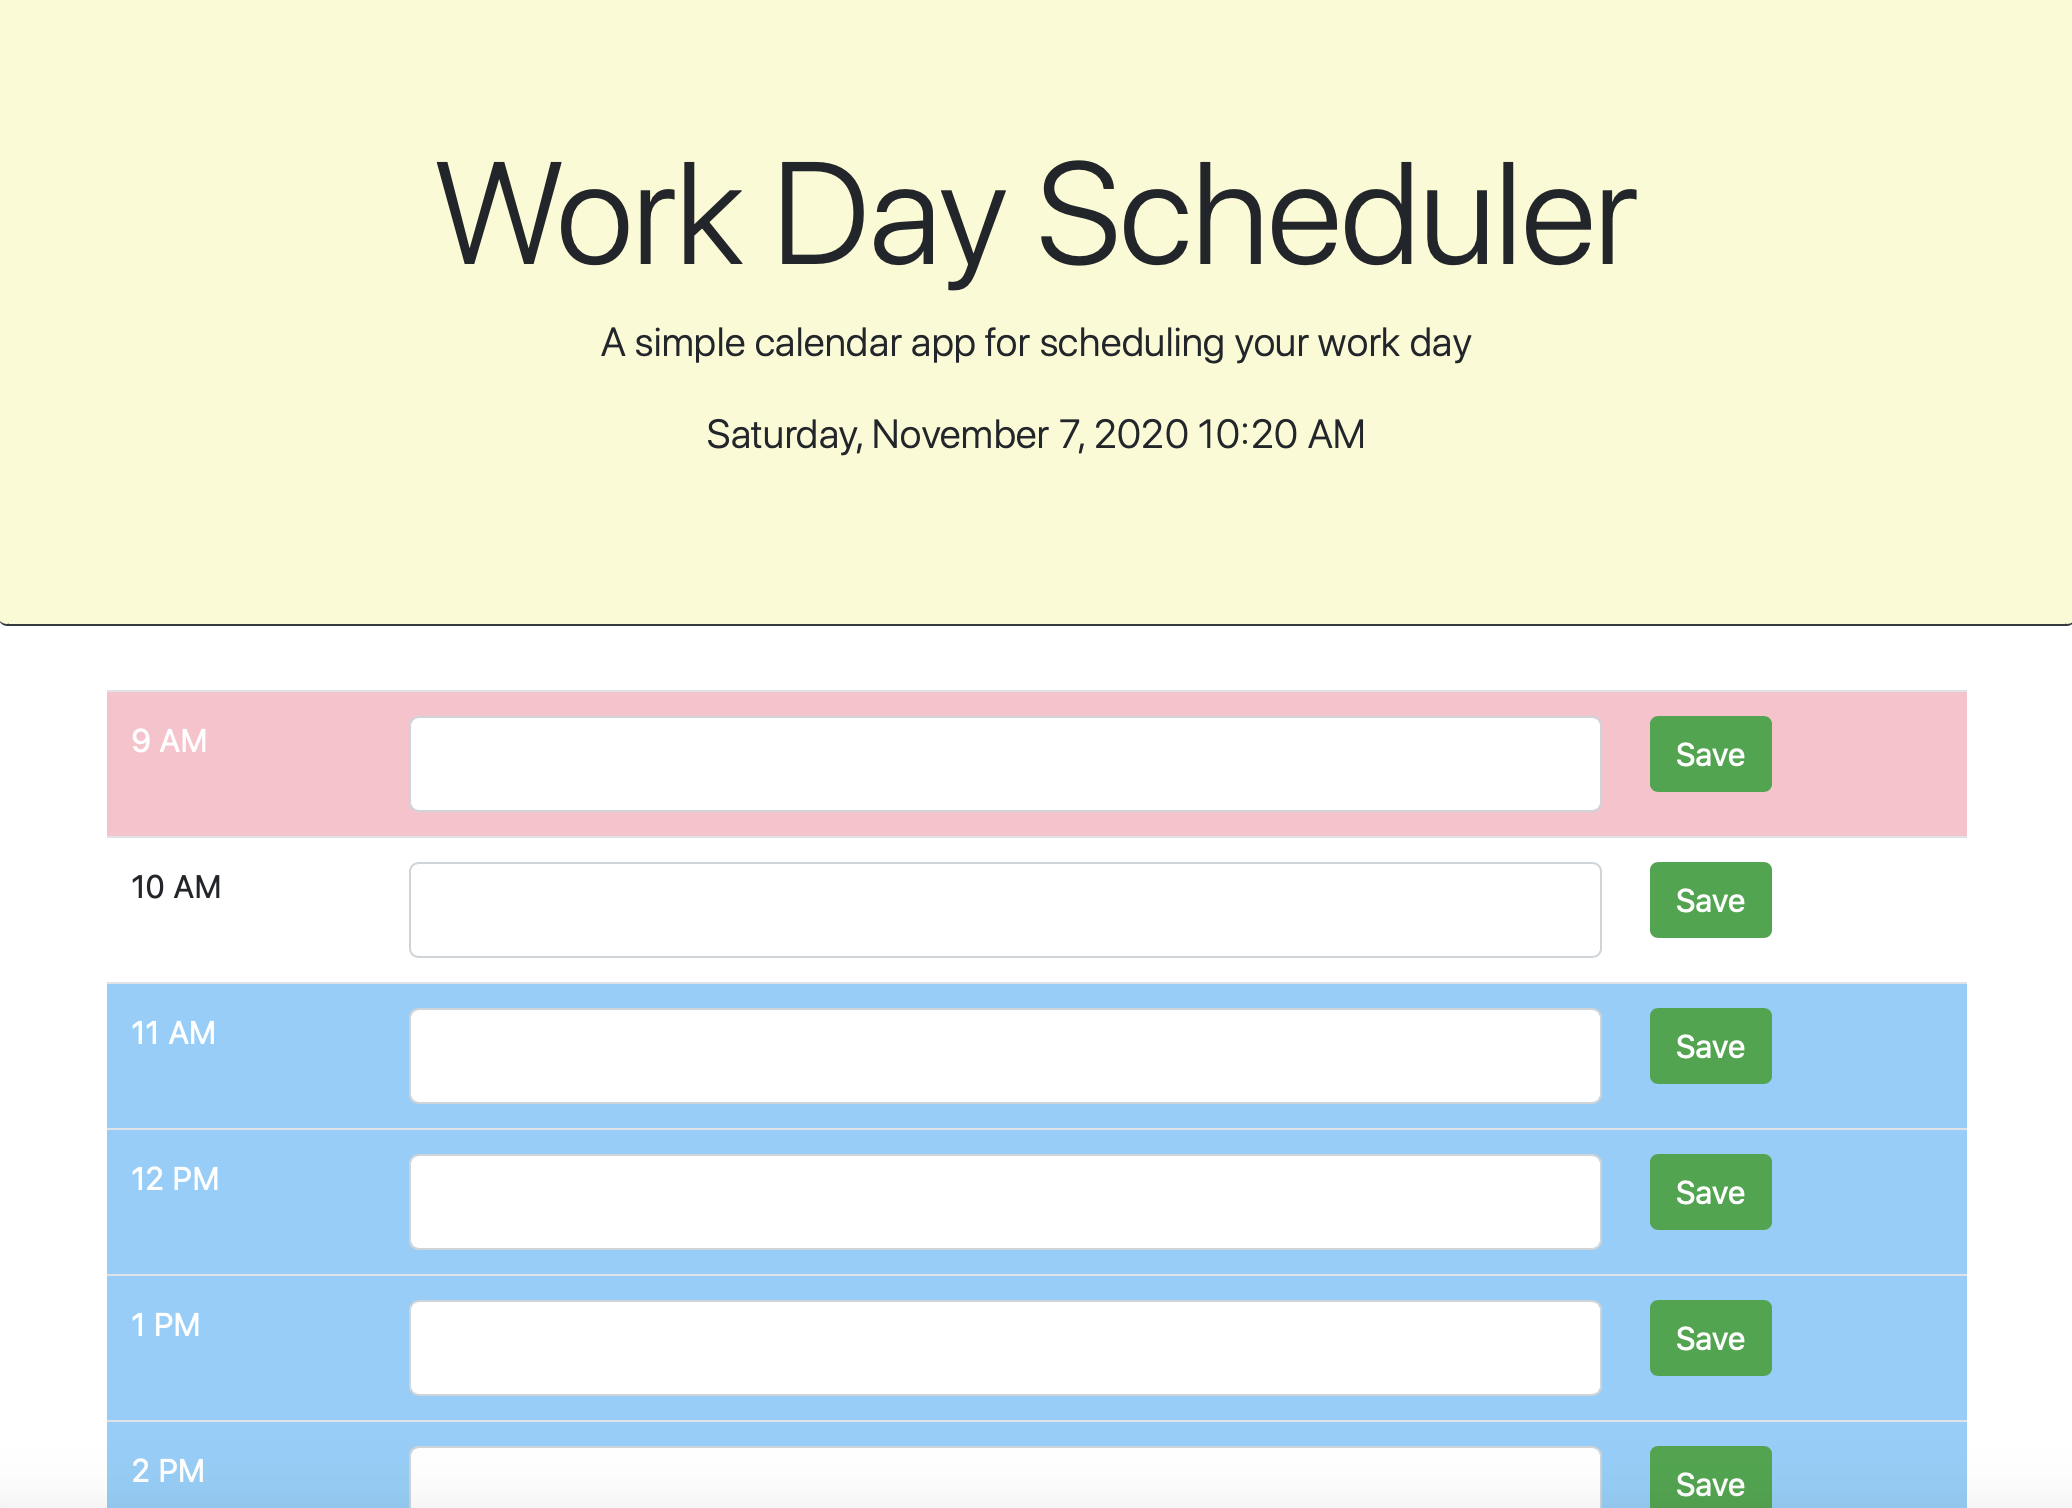 Work Day Scheduler
A simple calendar app for scheduling your work day
Saturday, November 7, 2020 10:20 AM
9 AM Save
10 AM Save
11 AM Save
12 PM Save
1 PM Save
2 PM Save